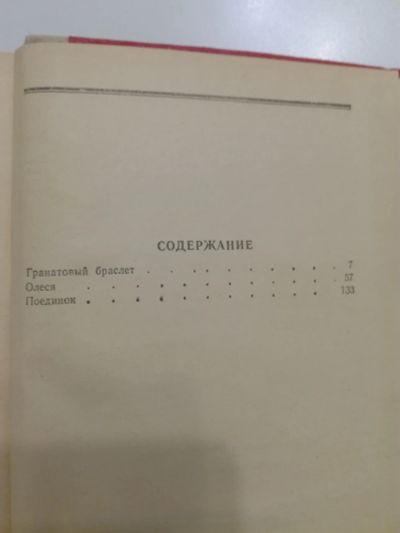 СОДЕРЖАНИЕ
Гранатовый браслет . . . . . . . . . . 7
Олеся . . . . . . . . . . . 57
Поединок . . . . . . . . . . 133